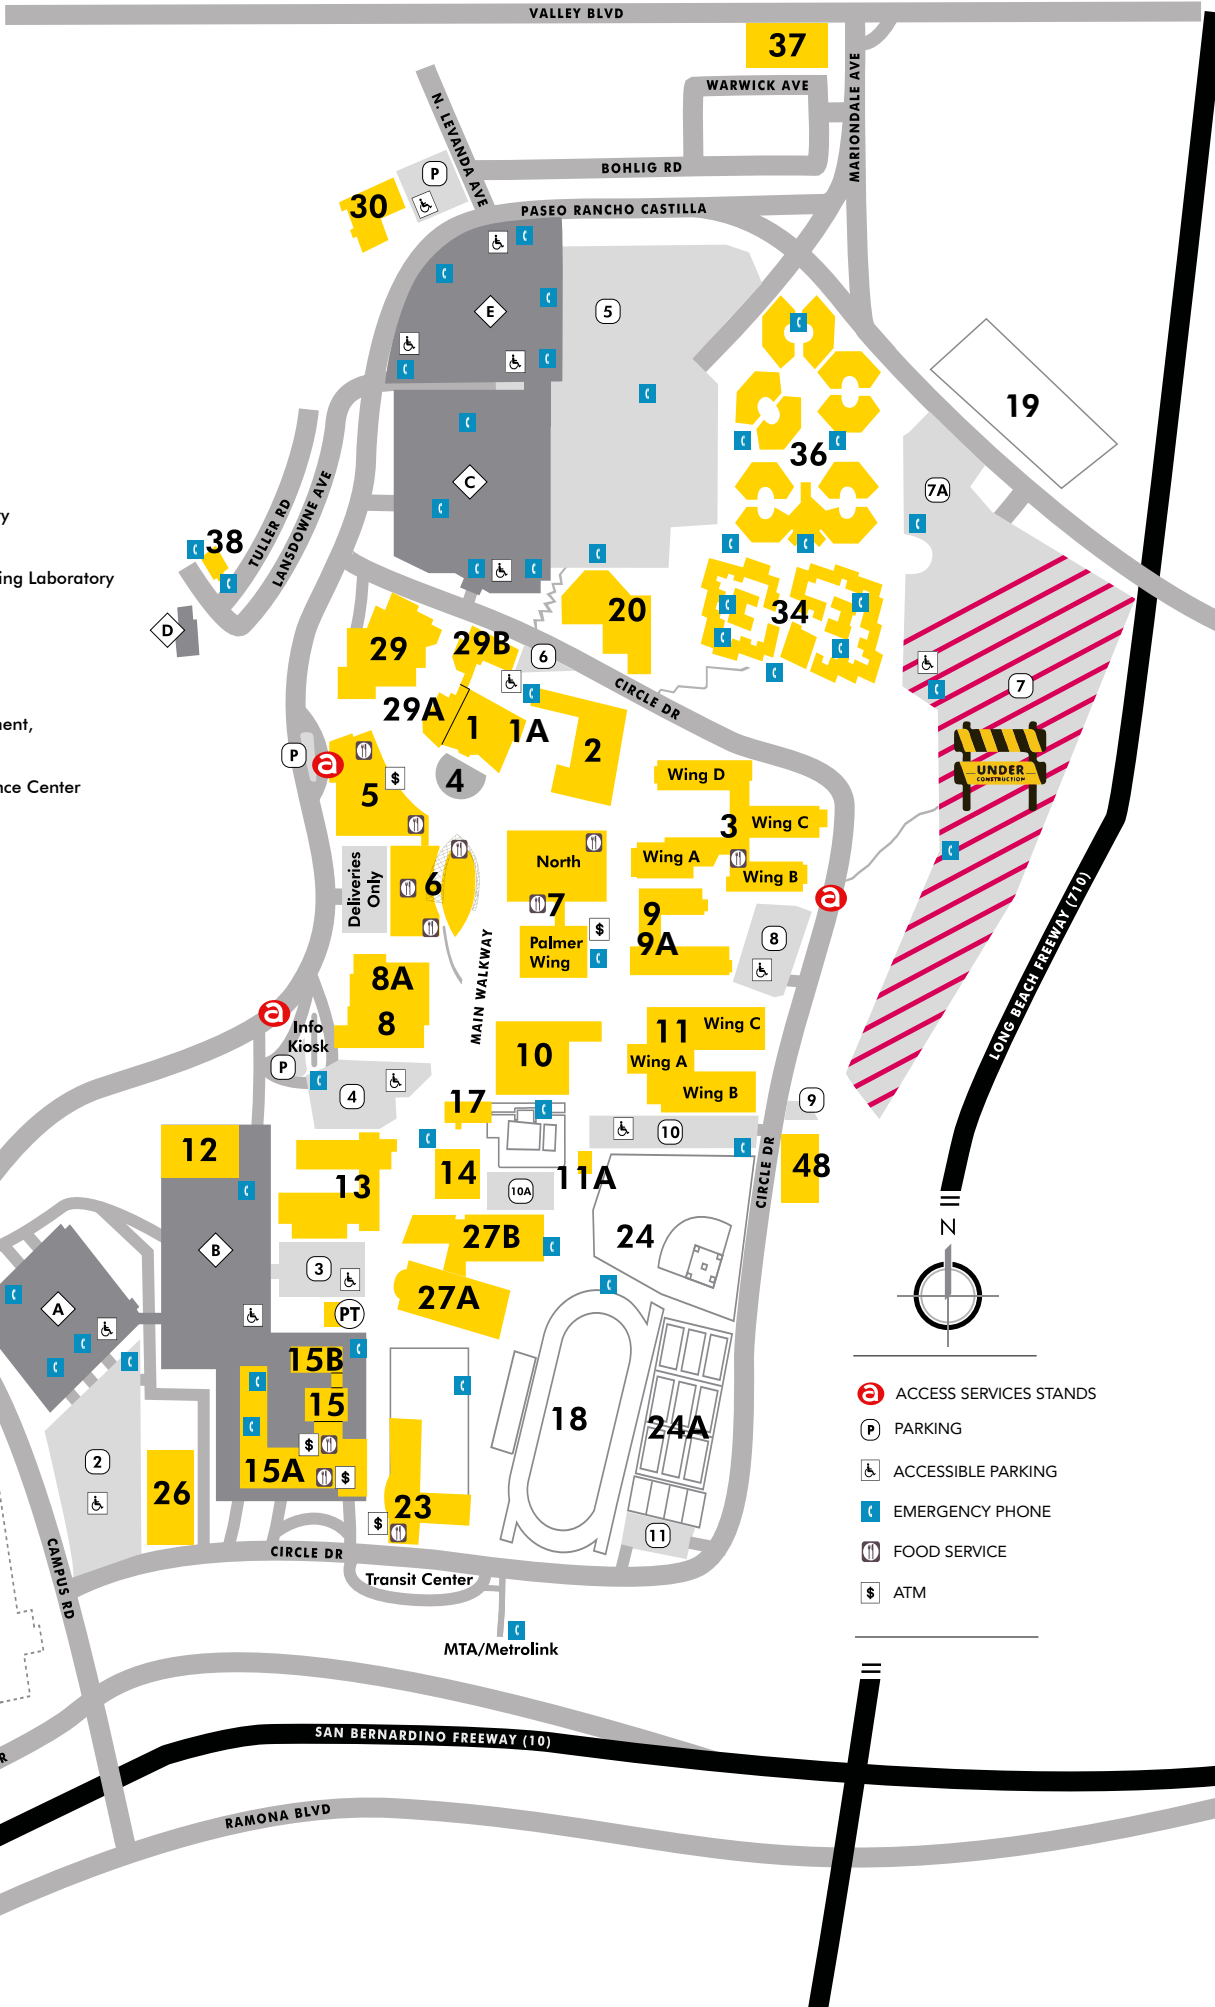 VALLEY BLVD
37
WARWICK AVE
MARIONDALE AVE
N. LEVANDA AVE
BOHLIG RD
P
30
PASEO RANCHO CASTILLA
E
5
19
36
7A
C
TULLER RD
LANSDOWNE AVE
38
y
ing Laboratory
D
20
34
29
29B
6
7
CIRCLE DR
29A
1
1A
2
nent,
P
a
4
UNDER
CONSTRUCTION
nce Center
5
$
Wing D
3
Wing C
Wing A
Wing B
North
Deliveries
Only
6
7
a
9
9A
8
$
Palmer
Wing
MAIN WALKWAY
LONG BEACH FREEWAY (710)
8A
8
a
Info
Kiosk
P
4
10
11
Wing C
Wing A
Wing B
17
9
10
12
13
14
10A
11A
48
CIRCLE DR
B
3
27B
24
N
A
PT
27A
15B
15
18
24A
a ACCESS SERVICES STANDS
P PARKING
ACCESSIBLE PARKING
EMERGENCY PHONE
FOOD SERVICE
$ ATM
2
26
$
15A
$
23
$
11
CAMPUS RD
CIRCLE DR
Transit Center
MTA/Metrolink
SAN BERNARDINO FREEWAY (10)
R
RAMONA BLVD